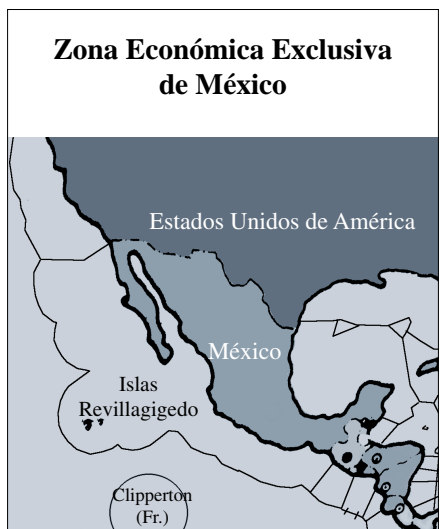 Zona Económica Exclusiva
de México
Estados Unidos de América
México
Islas
Revillagigedo
Clipperton
(Fr.)